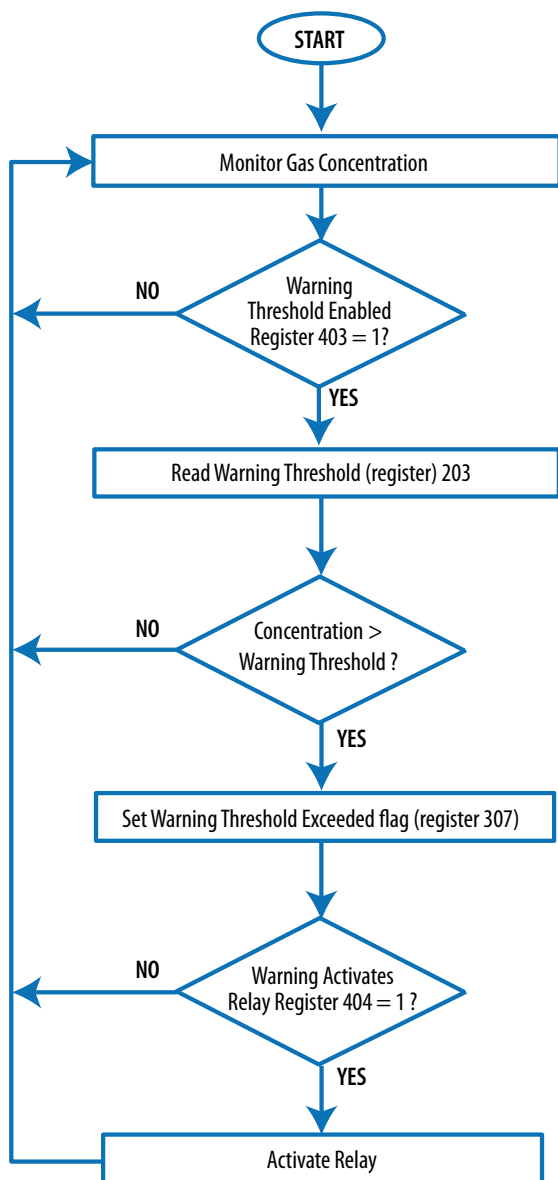 START
Monitor Gas Concentration
Warning
Threshold Enabled
Register 403 = 1?
NO
YES
Read Warning Threshold (register) 203
Concentration >
Warning Threshold ?
NO
YES
Set Warning Threshold Exceeded flag (register 307)
Warning Activates
Relay Register 404 = 1 ?
NO
YES
Activate Relay